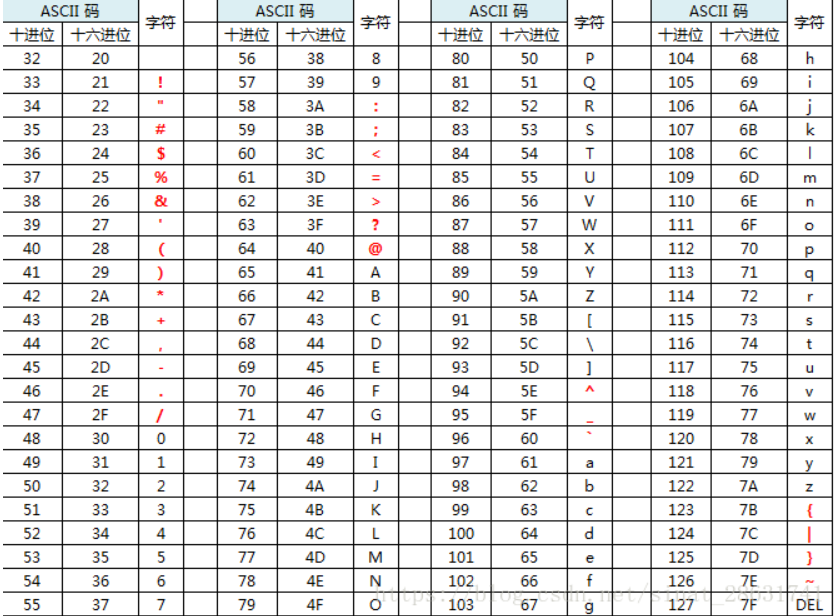 ASCII 码 字符 ASCII 码 字符 ASCII 码 字符 ASCII 码 字符
十进位 十六进位 十进位 十六进位 十进位 十六进位 十进位 十六进位
32 20 56 38 8 80 50 P 104 68 h
33 21 ! 57 39 9 81 51 Q 105 69 i
34 22 " 58 3A : 82 52 R 106 6A j
35 23 # 59 3B ; 83 53 S 107 6B k
36 24 $ 60 3C < 84 54 T 108 6C l
37 25 % 61 3D = 85 55 U 109 6D m
38 26 & 62 3E > 86 56 V 110 6E n
39 27 ' 63 3F ? 87 57 W 111 6F o
40 28 ( 64 40 @ 88 58 X 112 70 p
41 29 ) 65 41 A 89 59 Y 113 71 q
42 2A * 66 42 B 90 5A Z 114 72 r
43 2B + 67 43 C 91 5B [ 115 73 s
44 2C , 68 44 D 92 5C \ 116 74 t
45 2D - 69 45 E 93 5D ] 117 75 u
46 2E . 70 46 F 94 5E ^ 118 76 v
47 2F / 71 47 G 95 5F _ 119 77 w
48 30 0 72 48 H 96 60 ` 120 78 x
49 31 1 73 49 I 97 61 a 121 79 y
50 32 2 74 4A J 98 62 b 122 7A z
51 33 3 75 4B K 99 63 c 123 7B {
52 34 4 76 4C L 100 64 d 124 7C |
53 35 5 77 4D M 101 65 e 125 7D }
54 36 6 78 4E N 102 66 f 126 7E ~
55 37 7 79 4F O 103 67 g 127 7F DEL